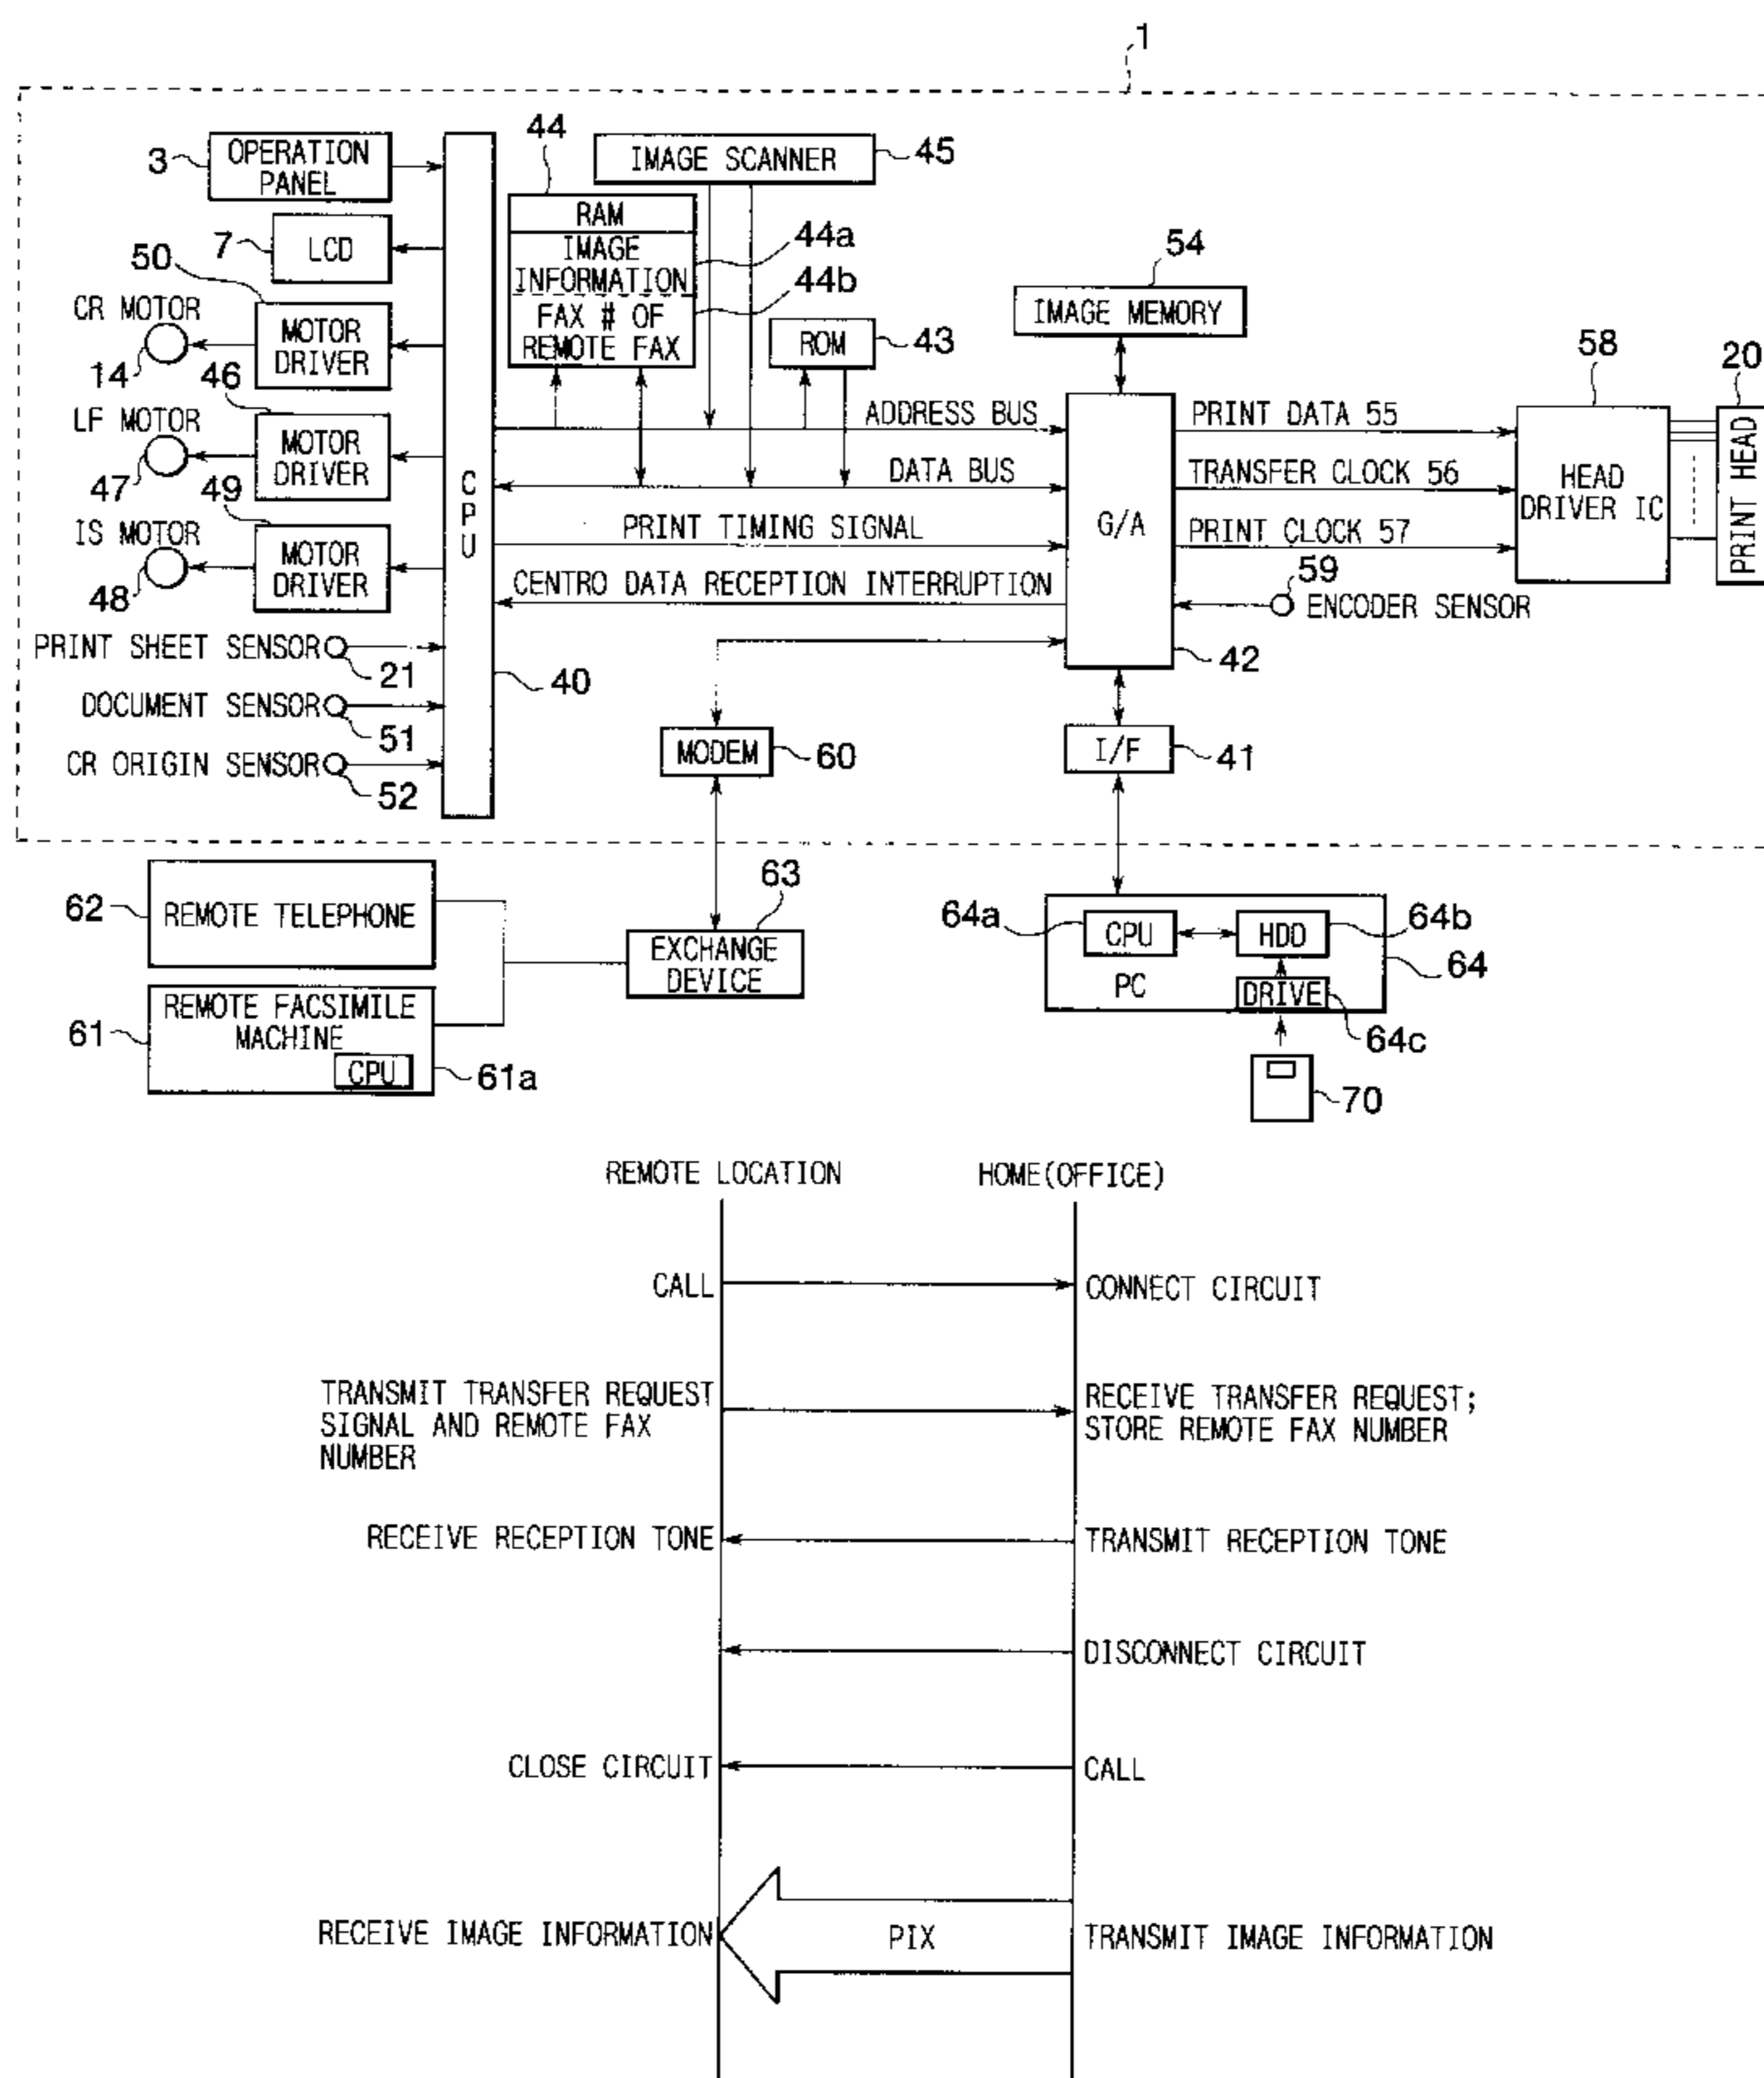 1
3
OPERATION
PANEL
44
IMAGE SCANNER
45
7
LCD
RAM
IMAGE
INFORMATION
44a
FAX # OF
REMOTE FAX
44b
50
CR MOTOR
14
MOTOR
DRIVER
ROM
43
54
IMAGE MEMORY
58
20
46
LF MOTOR
47
MOTOR
DRIVER
49
IS MOTOR
48
MOTOR
DRIVER
CPU
ADDRESS BUS
DATA BUS
PRINT TIMING SIGNAL
CENTRO DATA RECEPTION INTERRUPTION
G/A
PRINT DATA 55
TRANSFER CLOCK 56
PRINT CLOCK 57
HEAD
DRIVER IC
PRINT HEAD
59
ENCODER SENSOR
PRINT SHEET SENSOR
21
40
42
DOCUMENT SENSOR
51
MODEM
60
I/F
41
CR ORIGIN SENSOR
52
62
REMOTE TELEPHONE
63
EXCHANGE
DEVICE
64a
CPU
HDD
64b
64
PC
DRIVE
64c
61
REMOTE FACSIMILE
MACHINE
CPU
61a
70
REMOTE LOCATION
HOME(OFFICE)
CALL
CONNECT CIRCUIT
TRANSMIT TRANSFER REQUEST
SIGNAL AND REMOTE FAX
NUMBER
RECEIVE TRANSFER REQUEST;
STORE REMOTE FAX NUMBER
RECEIVE RECEPTION TONE
TRANSMIT RECEPTION TONE
DISCONNECT CIRCUIT
CLOSE CIRCUIT
CALL
RECEIVE IMAGE INFORMATION
PIX
TRANSMIT IMAGE INFORMATION